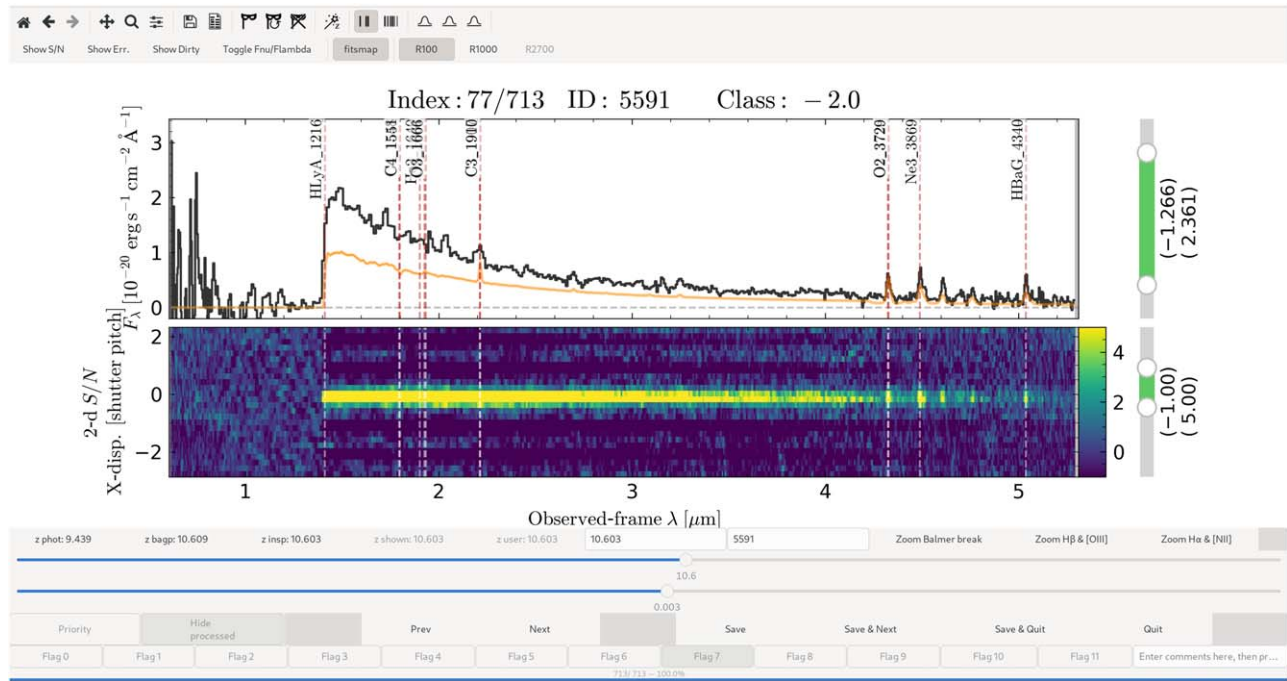 Show S/N Show Err. Show Dirty Toggle Fnu/Flambda fitsmap R100 R1000 R2700
Index : 77/713 ID : 5591 Class : − 2.0
F_λ [10⁻²⁰ erg s⁻¹ cm⁻² Å⁻¹]
3
2
1
0
HLyA_1216
C4_1551
O3_1666
C3_1910
O2_3729
Ne3_3869
HBaG_4340
(−1.266)
( 2.361)
2-d S/N
X-disp. [shutter pitch]
2
0
−2
4
2
0
(−1.00)
( 5.00)
1 2 3 4 5
Observed-frame λ [μm]
z phot: 9.439 z bagp: 10.609 z insp: 10.603 z shown: 10.603 z user: 10.603 10.603 5591 Zoom Balmer break Zoom Hβ & [OIII] Zoom Hα & [NII]
10.6
0.003
Priority Hide processed Prev Next Save Save & Next Save & Quit Quit
Flag 0 Flag 1 Flag 2 Flag 3 Flag 4 Flag 5 Flag 6 Flag 7 Flag 8 Flag 9 Flag 10 Flag 11 Enter comments here, then pr...
713/ 713 — 100.0%